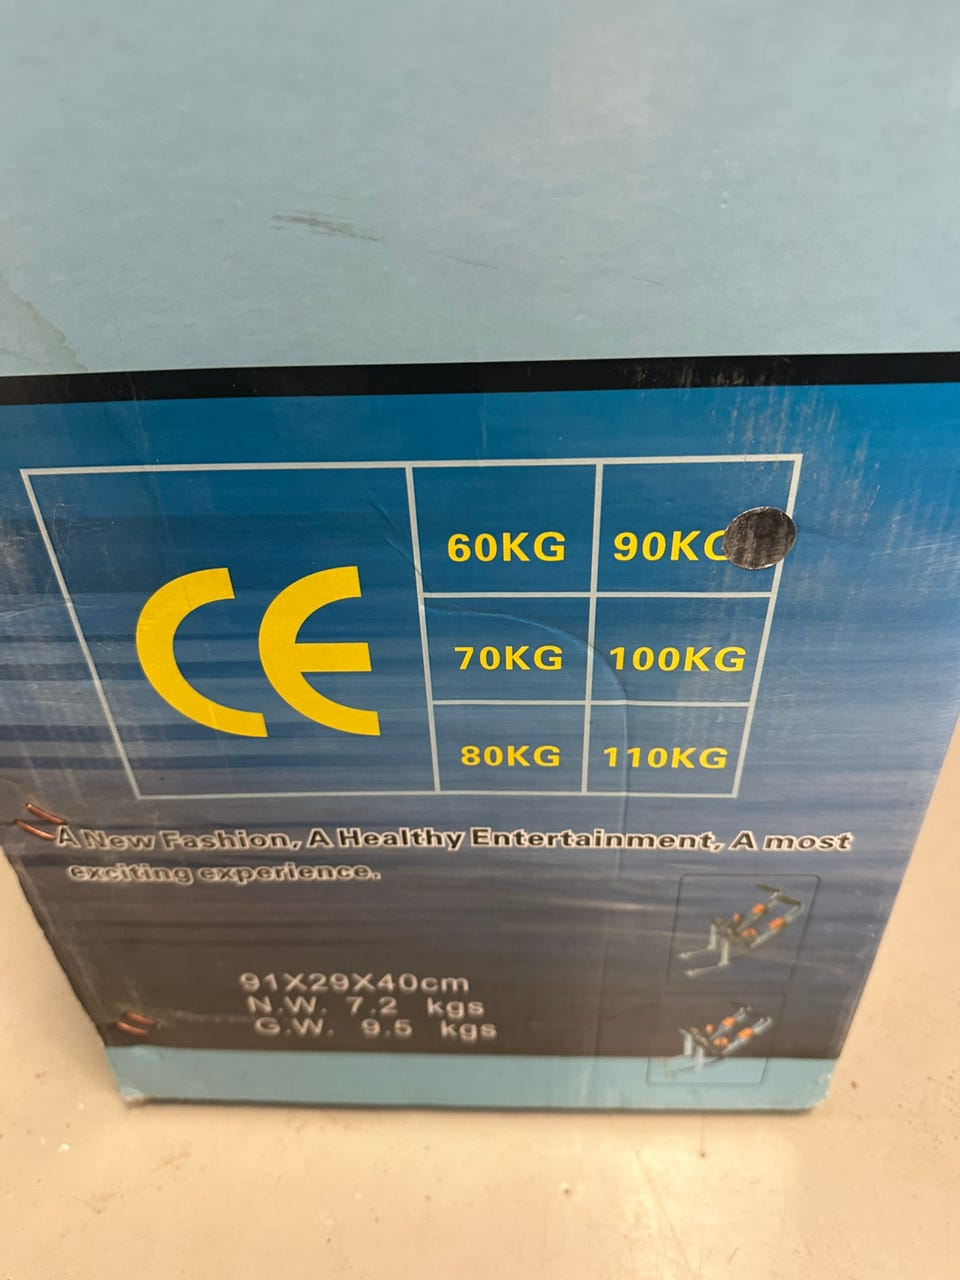 CE
60KG 90KG
70KG 100KG
80KG 110KG
A New Fashion, A Healthy Entertainment, A most
exciting experience.
91X29X40cm
N.W. 7.2 kgs
G.W. 9.5 kgs